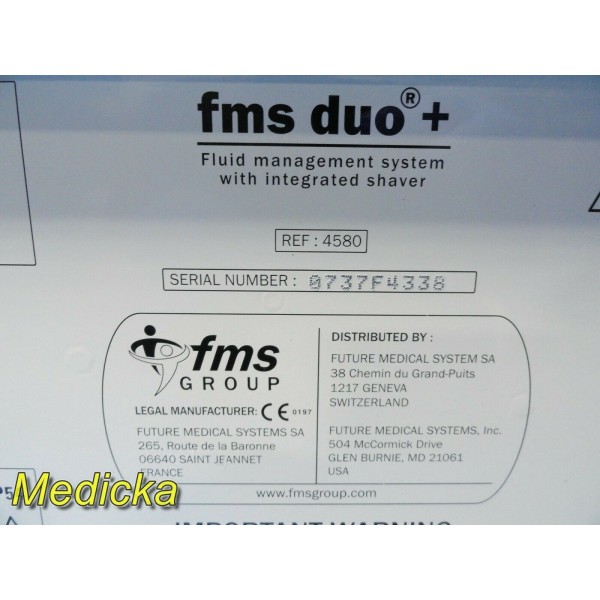 fms duo®+
Fluid management system
with integrated shaver
REF : 4580
SERIAL NUMBER : 0737F4338
fms
GROUP
LEGAL MANUFACTURER: CE 0197
FUTURE MEDICAL SYSTEMS SA
265, Route de la Baronne
06640 SAINT JEANNET
FRANCE
DISTRIBUTED BY :
FUTURE MEDICAL SYSTEM SA
38 Chemin du Grand-Puits
1217 GENEVA
SWITZERLAND
FUTURE MEDICAL SYSTEMS, Inc.
504 McCormick Drive
GLEN BURNIE, MD 21061
USA
www.fmsgroup.com
Medicka
IMPORTANT WARNING